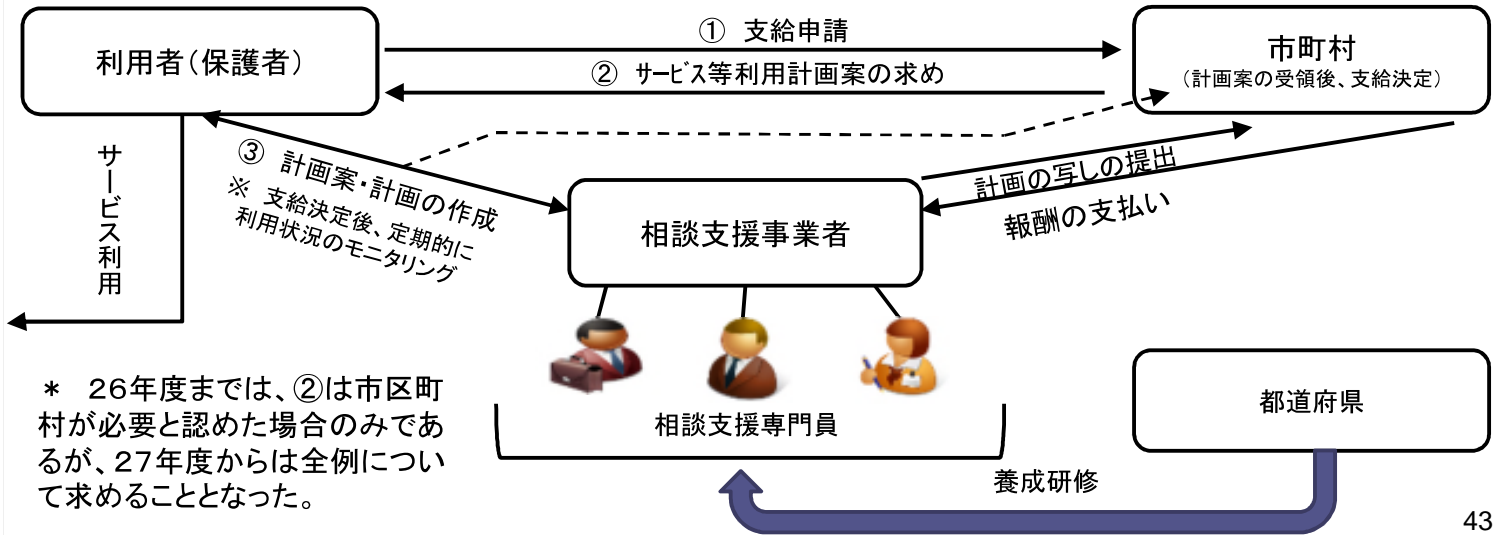 利用者(保護者)
① 支給申請
② サービス等利用計画案の求め
市町村
(計画案の受領後、支給決定)
サービス利用
③ 計画案・計画の作成
※ 支給決定後、定期的に
利用状況のモニタリング
計画の写しの提出
報酬の支払い
相談支援事業者
相談支援専門員
* 26年度までは、②は市区町
村が必要と認めた場合のみであ
るが、27年度からは全例につい
て求めることとなった。
都道府県
養成研修
43